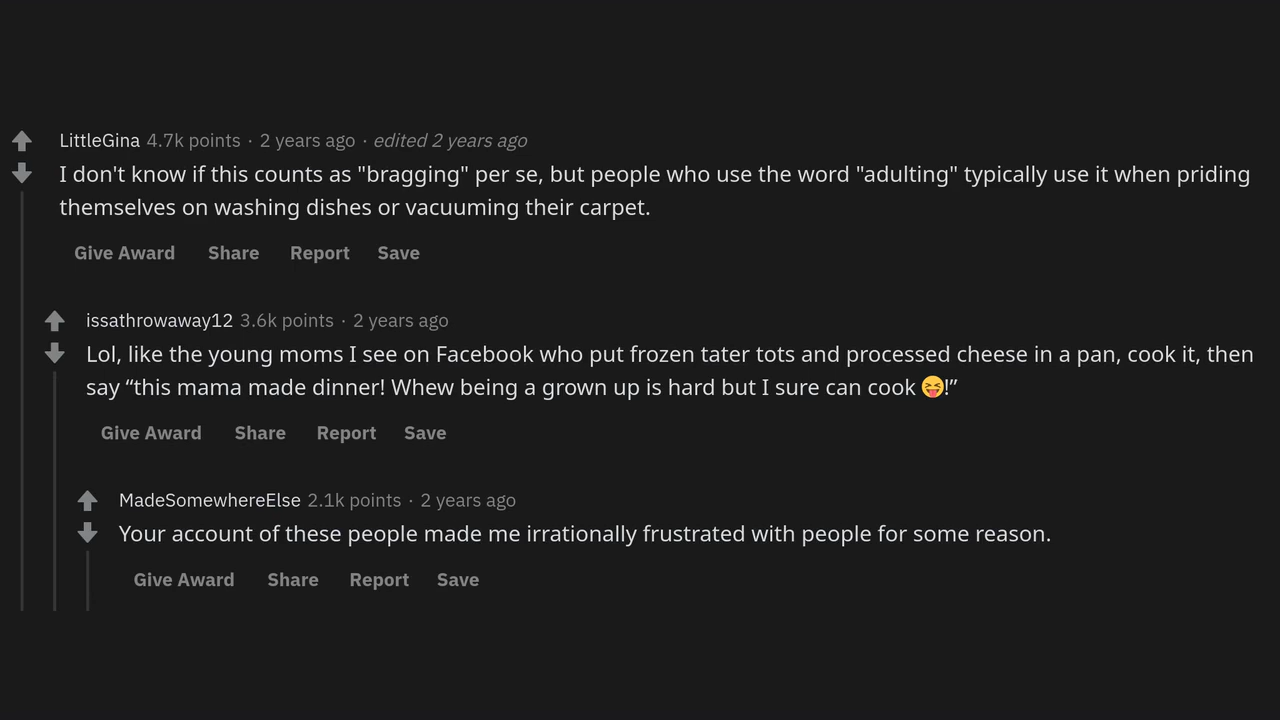 LittleGina 4.7k points · 2 years ago · edited 2 years ago
I don't know if this counts as "bragging" per se, but people who use the word "adulting" typically use it when priding
themselves on washing dishes or vacuuming their carpet.
Give Award Share Report Save
issathrowaway12 3.6k points · 2 years ago
Lol, like the young moms I see on Facebook who put frozen tater tots and processed cheese in a pan, cook it, then
say “this mama made dinner! Whew being a grown up is hard but I sure can cook 😝!”
Give Award Share Report Save
MadeSomewhereElse 2.1k points · 2 years ago
Your account of these people made me irrationally frustrated with people for some reason.
Give Award Share Report Save